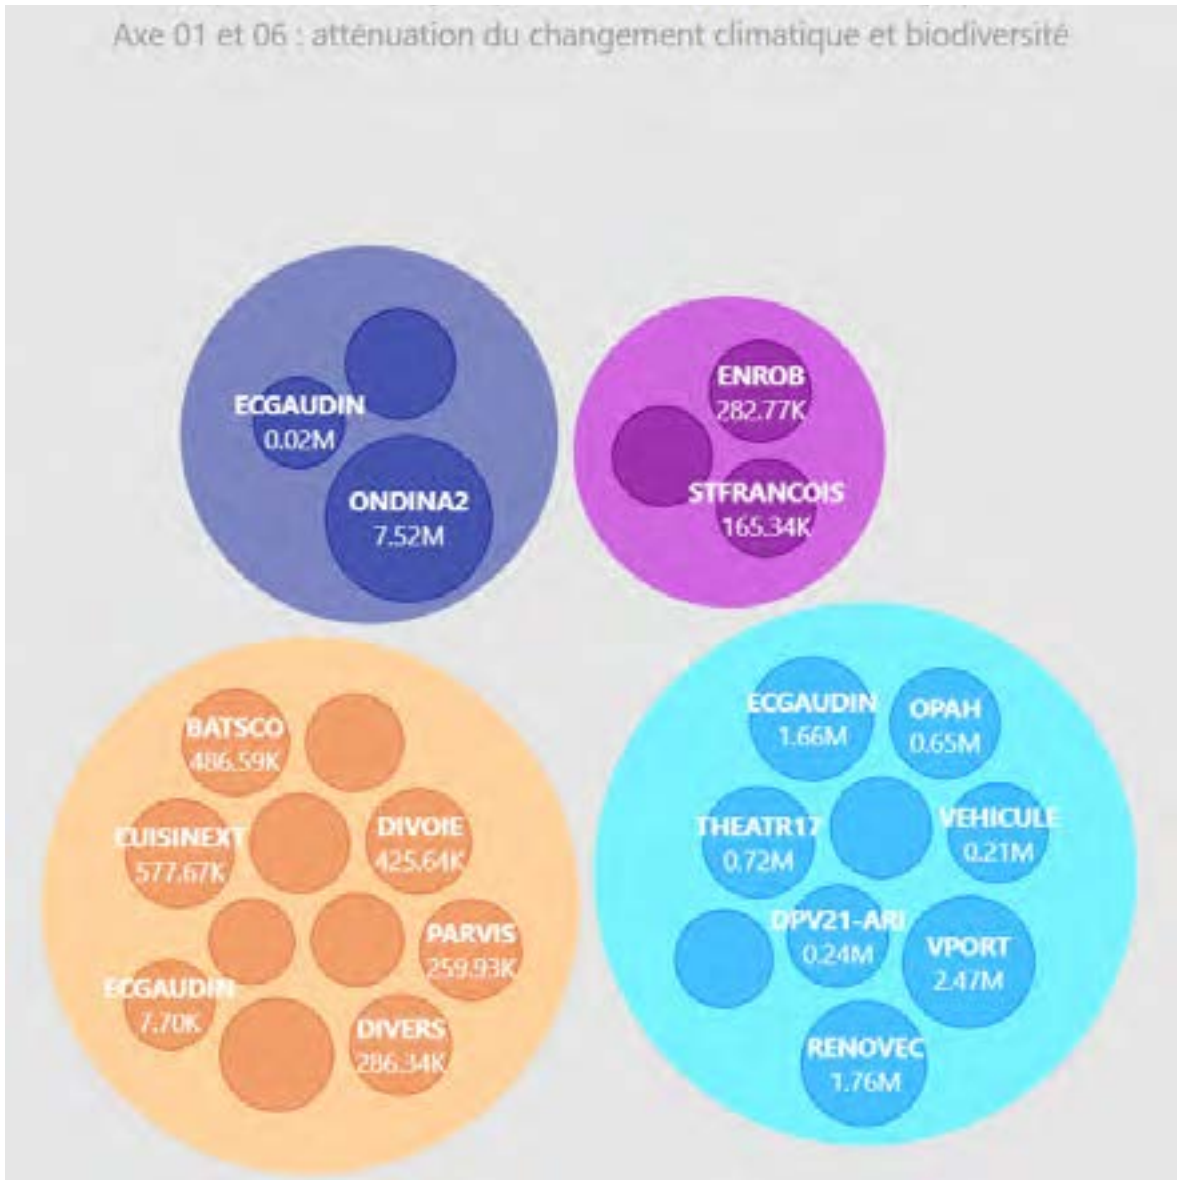 Axe 01 et 06 : atténuation du changement climatique et biodiversité
ECGAUDIN
0.02M
ONDINA2
7.52M
ENROB
282.77K
STFRANCOIS
165.34K
BATSCO
486.59K
CUISINEXT
577.67K
DIVOIE
425.64K
PARVIS
259.93K
ECGAUDIN
7.70K
DIVERS
286.34K
ECGAUDIN
1.66M
OPAH
0.65M
THEATR17
0.72M
VEHICULE
0.21M
DPV21-ARI
0.24M
VPORT
2.47M
RENOVEC
1.76M